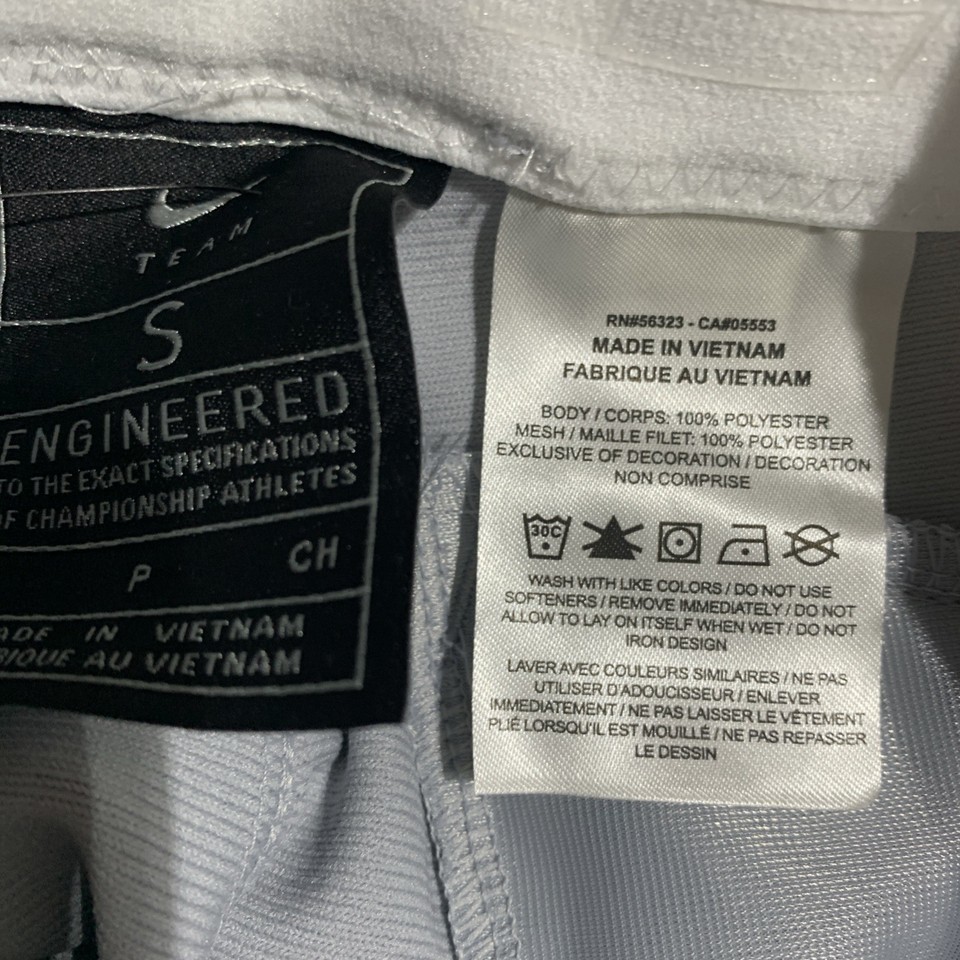 TEAM
S
ENGINEERED
TO THE EXACT SPECIFICATIONS
OF CHAMPIONSHIP ATHLETES
P CH
ADE IN VIETNAM
BIQUE AU VIETNAM
RN#56323 - CA#05553
MADE IN VIETNAM
FABRIQUE AU VIETNAM
BODY / CORPS: 100% POLYESTER
MESH / MAILLE FILET: 100% POLYESTER
EXCLUSIVE OF DECORATION / DECORATION
NON COMPRISE
30C
WASH WITH LIKE COLORS / DO NOT USE
SOFTENERS / REMOVE IMMEDIATELY / DO NOT
ALLOW TO LAY ON ITSELF WHEN WET / DO NOT
IRON DESIGN
LAVER AVEC COULEURS SIMILAIRES / NE PAS
UTILISER D'ADOUCISSEUR / ENLEVER
IMMEDIATEMENT / NE PAS LAISSER LE VÊTEMENT
PLIÉ LORSQU'IL EST MOUILLÉ / NE PAS REPASSER
LE DESSIN